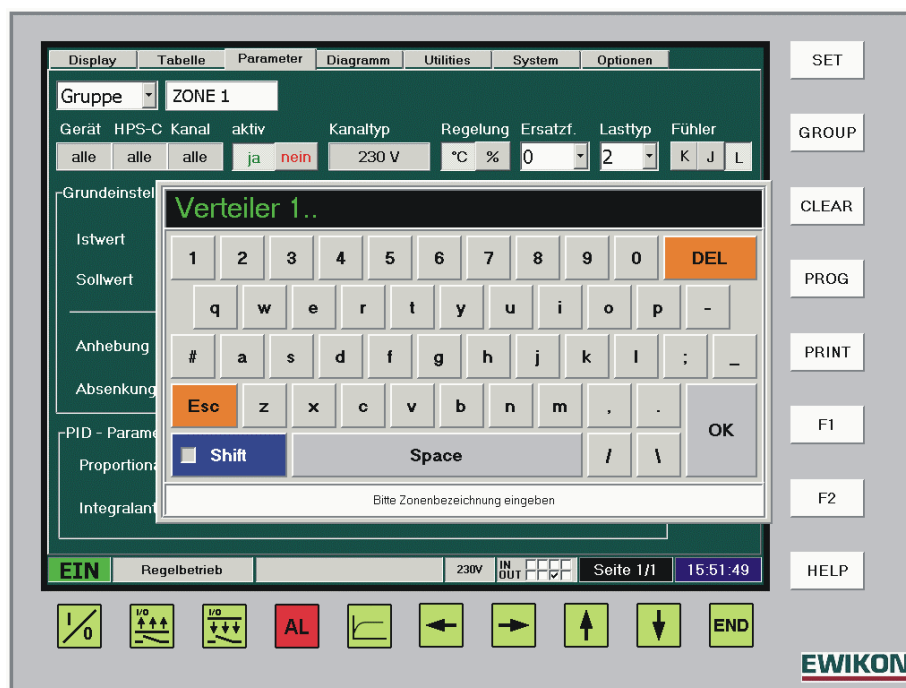 Display Tabelle Parameter Diagramm Utilities System Optionen
SET
Gruppe ZONE 1
Gerät HPS-C Kanal aktiv Kanaltyp Regelung Ersatzf. Lasttyp Fühler
GROUP
alle alle alle ja nein 230 V °C % 0 2 K J L
Grundeinstel
Verteiler 1..
CLEAR
Istwert
1 2 3 4 5 6 7 8 9 0 DEL
Sollwert
PROG
q w e r t y u i o p -
Anhebung
# a s d f g h j k l ; _
PRINT
Absenkung
Esc z x c v b n m , .
OK
F1
PID - Parame
Shift Space / \
Proportiona
Bitte Zonenbezeichnung eingeben
F2
Integralant
EIN Regelbetrieb 230V IN OUT Seite 1/1 15:51:49
HELP
I/0 I/O I/O AL END
EWIKON